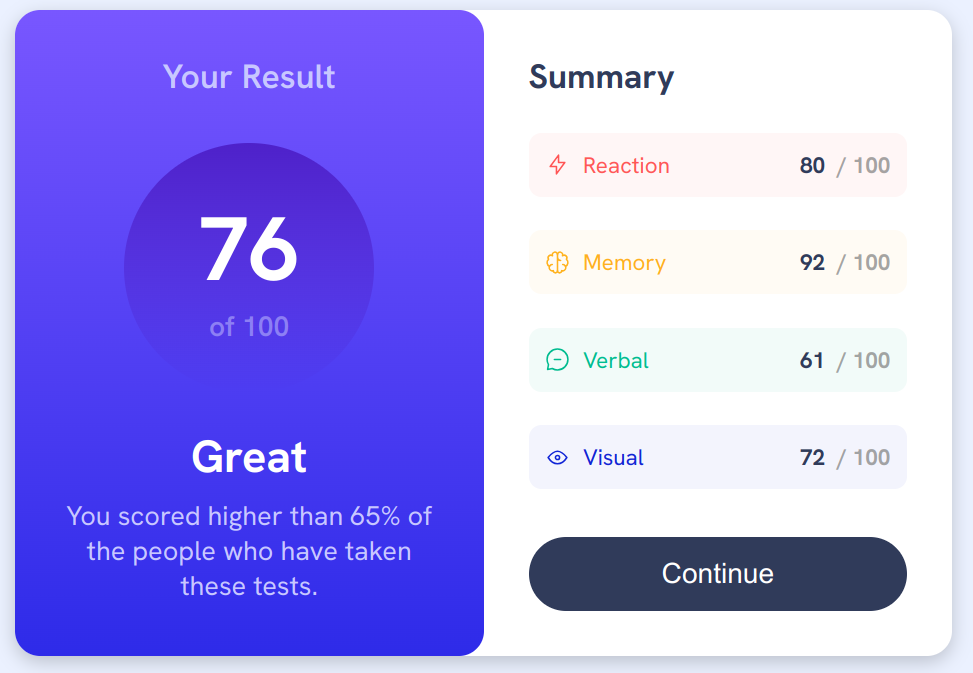 Your Result
76
of 100
Great
You scored higher than 65% of
the people who have taken
these tests.
Summary
Reaction 80 / 100
Memory 92 / 100
Verbal 61 / 100
Visual 72 / 100
Continue